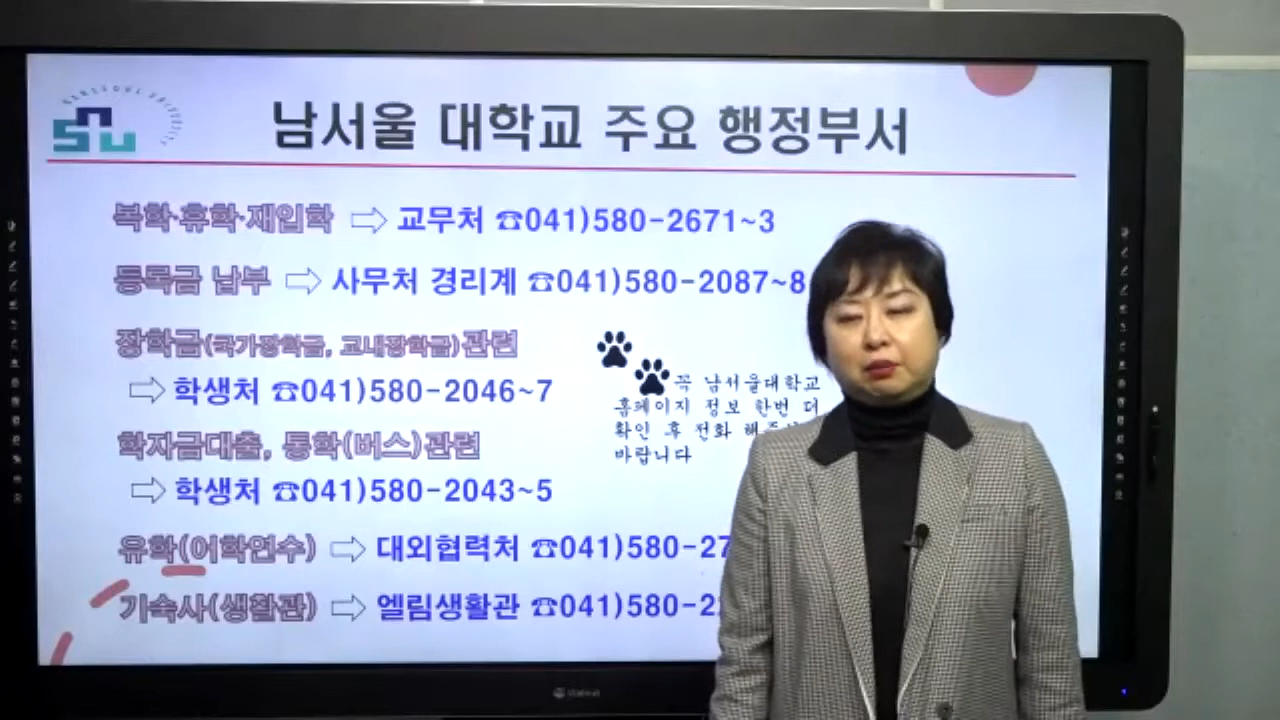 NAMSEOUL UNIVERSITY
snu
남서울 대학교 주요 행정부서
복학·휴학·재입학 ⇨ 교무처 ☎041)580-2671~3
등록금 납부 ⇨ 사무처 경리계 ☎041)580-2087~8
장학금(국가장학금, 교내장학금)관련
⇨ 학생처 ☎041)580-2046~7
꼭 남서울대학교
홈페이지 정보 한번 더
확인 후 전화
바랍니다
학자금대출, 통학(버스)관련
⇨ 학생처 ☎041)580-2043~5
유학(어학연수) ⇨ 대외협력처 ☎041)580-27
기숙사(생활관) ⇨ 엘림생활관 ☎041)580-2